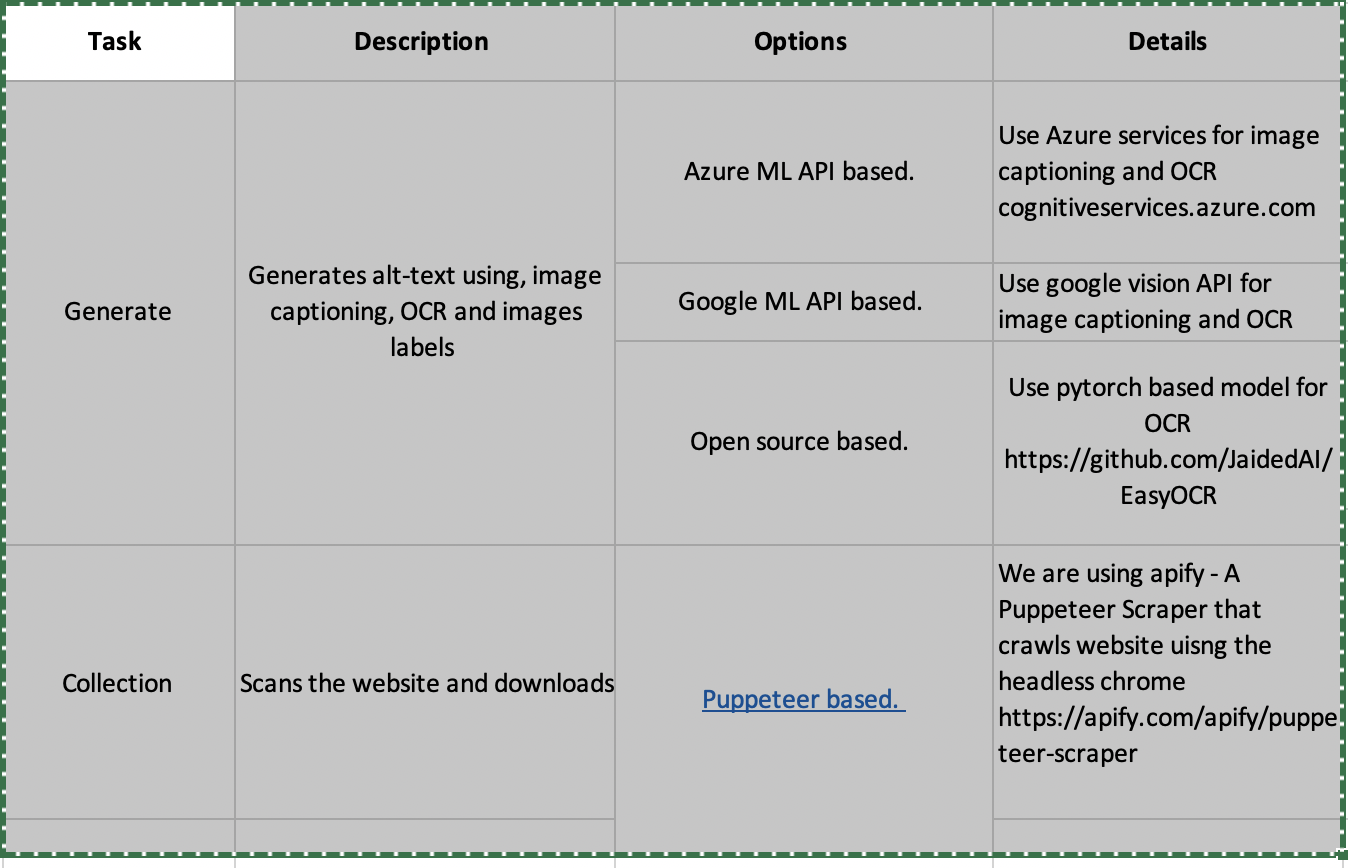 Task
Description
Options
Details
Generate
Generates alt-text using, image
captioning, OCR and images
labels
Azure ML API based.
Use Azure services for image
captioning and OCR
cognitiveservices.azure.com
Google ML API based.
Use google vision API for
image captioning and OCR
Open source based.
Use pytorch based model for
OCR
https://github.com/JaidedAI/
EasyOCR
Collection
Scans the website and downloads
Puppeteer based.
We are using apify - A
Puppeteer Scraper that
crawls website uisng the
headless chrome
https://apify.com/apify/puppe
teer-scraper